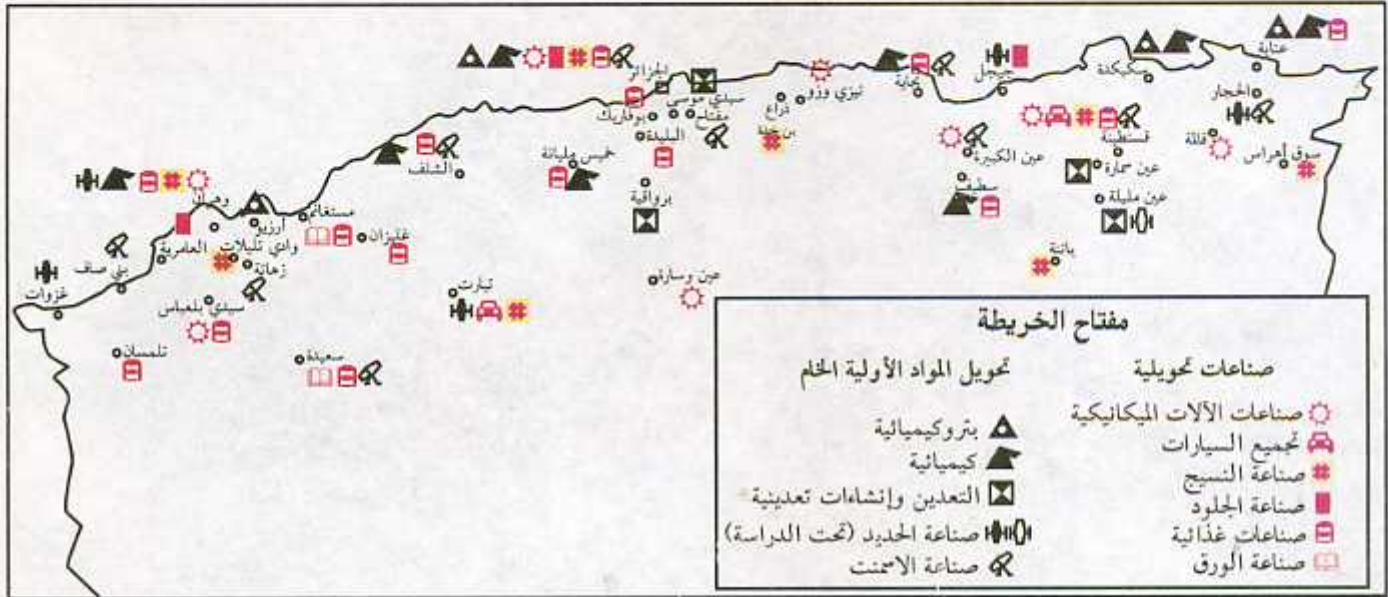 عنابة
الجزائر
سكيكدة
جيجل
بجاية
تيزي وزو
الحجار
سيدي موسى
ذراع
بن خدة
مفتاح
بوفاريك
البليدة
قسنطينة
قالمة
سوق أهراس
عين الكبيرة
عين سمارة
خميس مليانة
الشلف
سطيف
عين مليلة
برواقية
وهران
مستغانم
أرزيو
غليزان
وادي تليلات
العامرية
زهانة
باتنة
بني صاف
عين وسارة
تيارت
غزوات
سيدي بلعباس
تلمسان
سعيدة
مفتاح الخريطة
صناعات تحويلية
صناعات الآلات الميكانيكية
تجميع السيارات
صناعة النسيج
صناعة الجلود
صناعات غذائية
صناعة الورق
تحويل المواد الأولية الخام
بتروكيميائية
كيميائية
التعدين وإنشاءات تعدينية
صناعة الحديد (تحت الدراسة)
صناعة الاسمنت